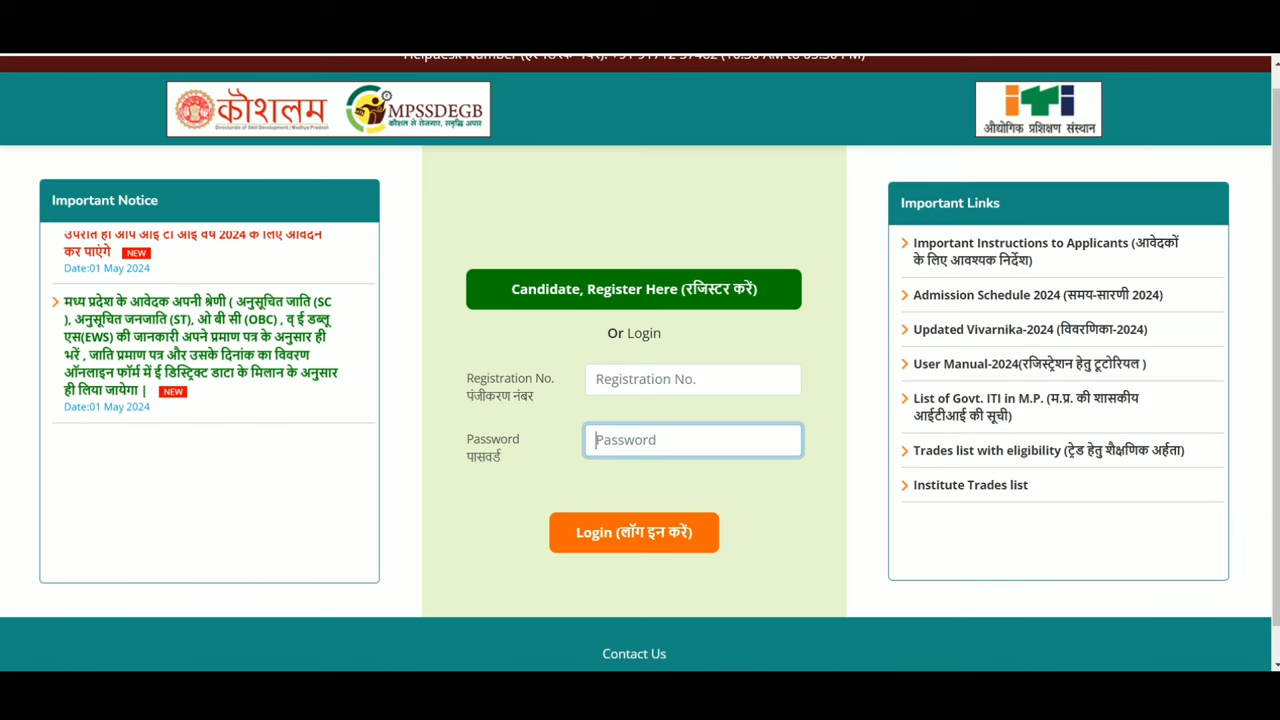 कौशलम
Directorate of Skill Development | Madhya Pradesh
MPSSDEGB
कौशल से रोजगार, समृद्धि अपार
औद्योगिक प्रशिक्षण संस्थान
Important Notice
कर पाएंगे NEW
Date:01 May 2024
मध्य प्रदेश के आवेदक अपनी श्रेणी ( अनुसूचित जाति (SC
), अनुसूचित जनजाति (ST), ओ बी सी (OBC) , व् ई डब्लू
एस(EWS) की जानकारी अपने प्रमाण पत्र के अनुसार ही
भरें , जाति प्रमाण पत्र और उसके दिनांक का विवरण
ऑनलाइन फॉर्म में ई डिस्ट्रिक्ट डाटा के मिलान के अनुसार
ही लिया जायेगा | NEW
Date:01 May 2024
Candidate, Register Here (रजिस्टर करें)
Or Login
Registration No.
पंजीकरण नंबर
Registration No.
Password
पासवर्ड
Password
Login (लॉग इन करें)
Important Links
Important Instructions to Applicants (आवेदकों
के लिए आवश्यक निर्देश)
Admission Schedule 2024 (समय-सारणी 2024)
Updated Vivarnika-2024 (विवरणिका-2024)
User Manual-2024(रजिस्ट्रेशन हेतु टूटोरियल )
List of Govt. ITI in M.P. (म.प्र. की शासकीय
आईटीआई की सूची)
Trades list with eligibility (ट्रेड हेतु शैक्षणिक अर्हता)
Institute Trades list
Contact Us